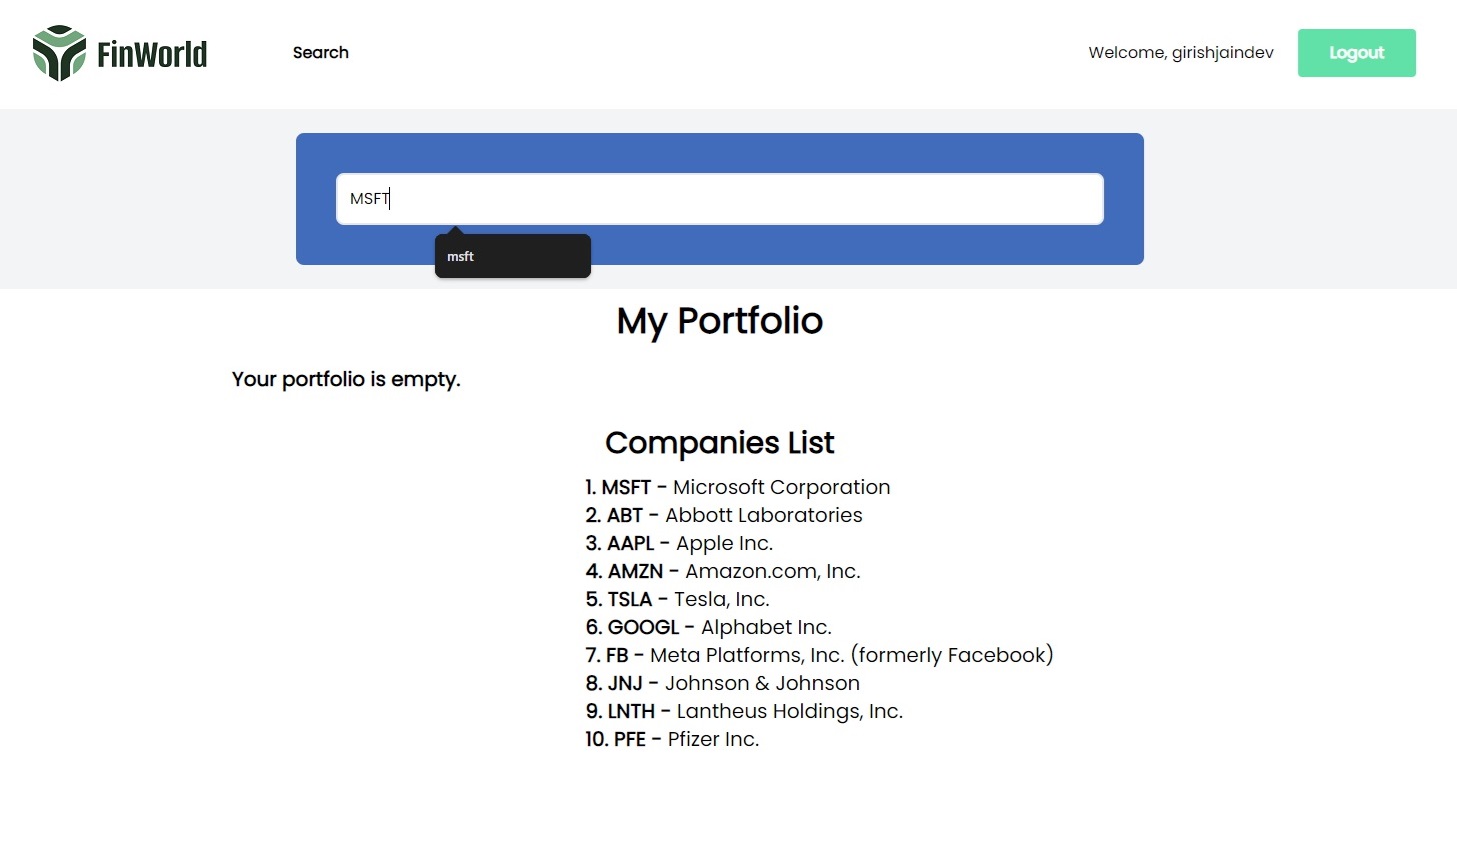 FinWorld
Search
Welcome, girishjaindev
Logout
MSFT
msft
My Portfolio
Your portfolio is empty.
Companies List
1. MSFT - Microsoft Corporation
2. ABT - Abbott Laboratories
3. AAPL - Apple Inc.
4. AMZN - Amazon.com, Inc.
5. TSLA - Tesla, Inc.
6. GOOGL - Alphabet Inc.
7. FB - Meta Platforms, Inc. (formerly Facebook)
8. JNJ - Johnson & Johnson
9. LNTH - Lantheus Holdings, Inc.
10. PFE - Pfizer Inc.